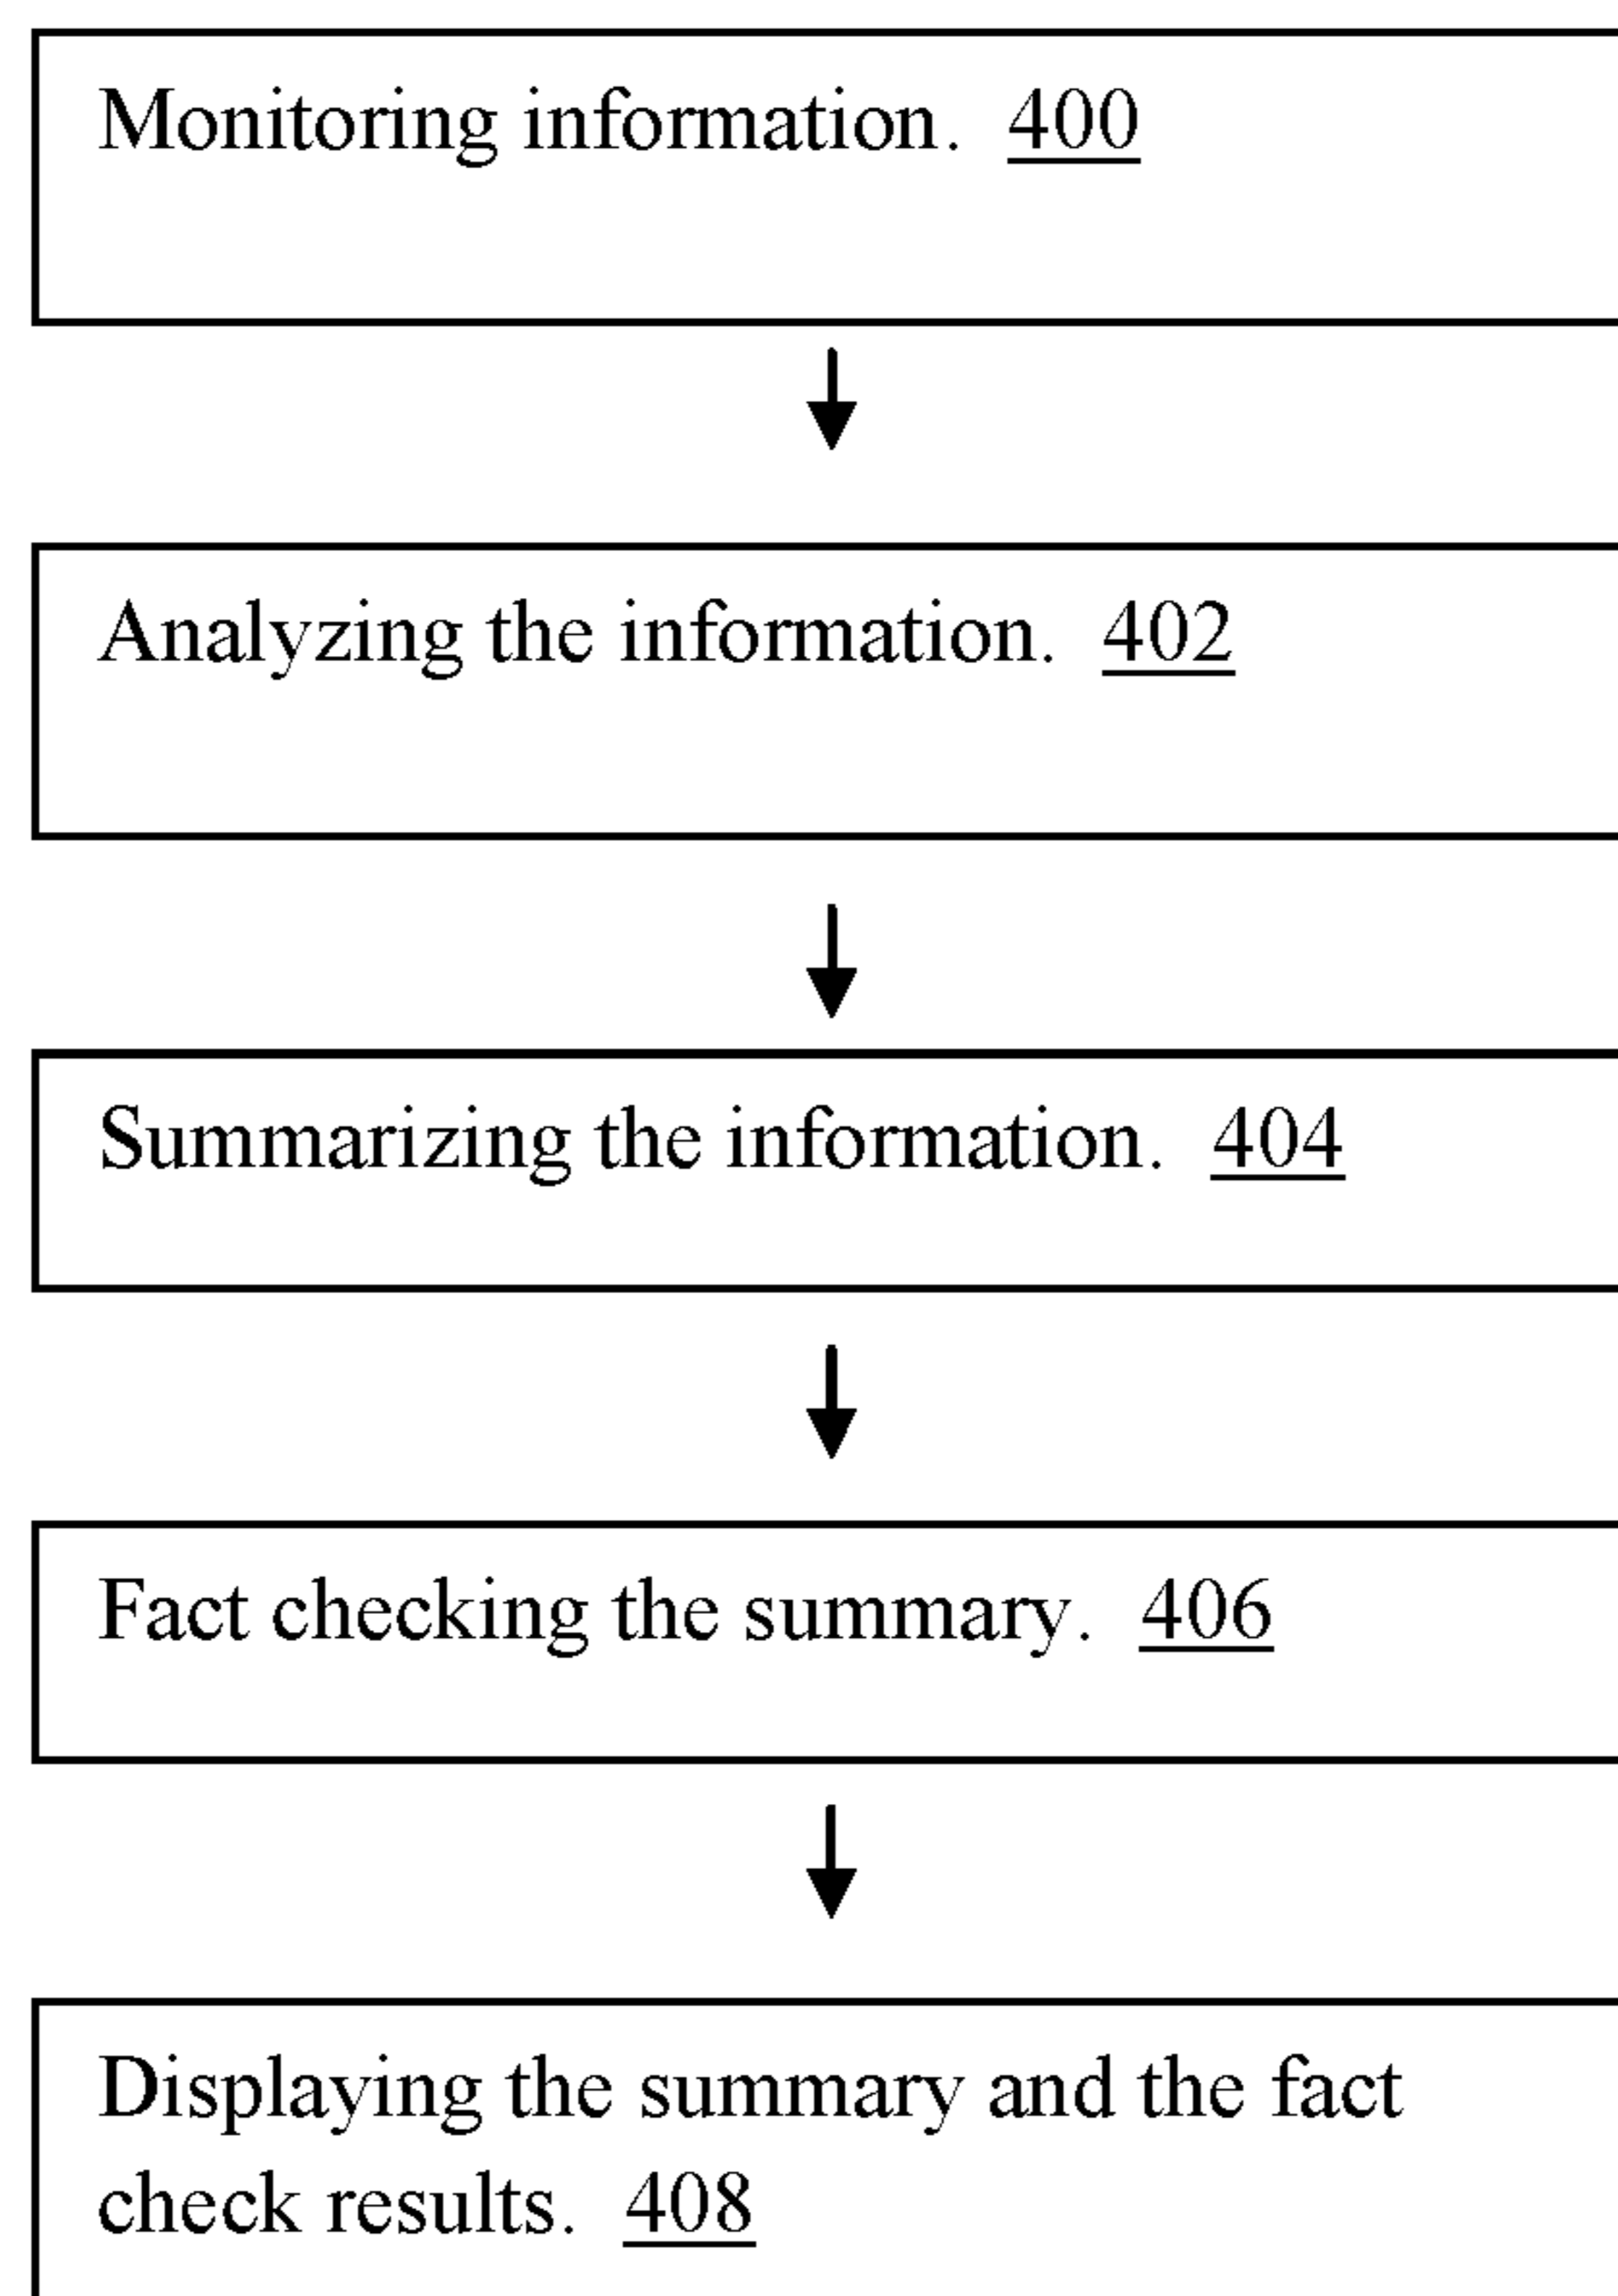 Monitoring information. 400
Analyzing the information. 402
Summarizing the information. 404
Fact checking the summary. 406
Displaying the summary and the fact
check results. 408